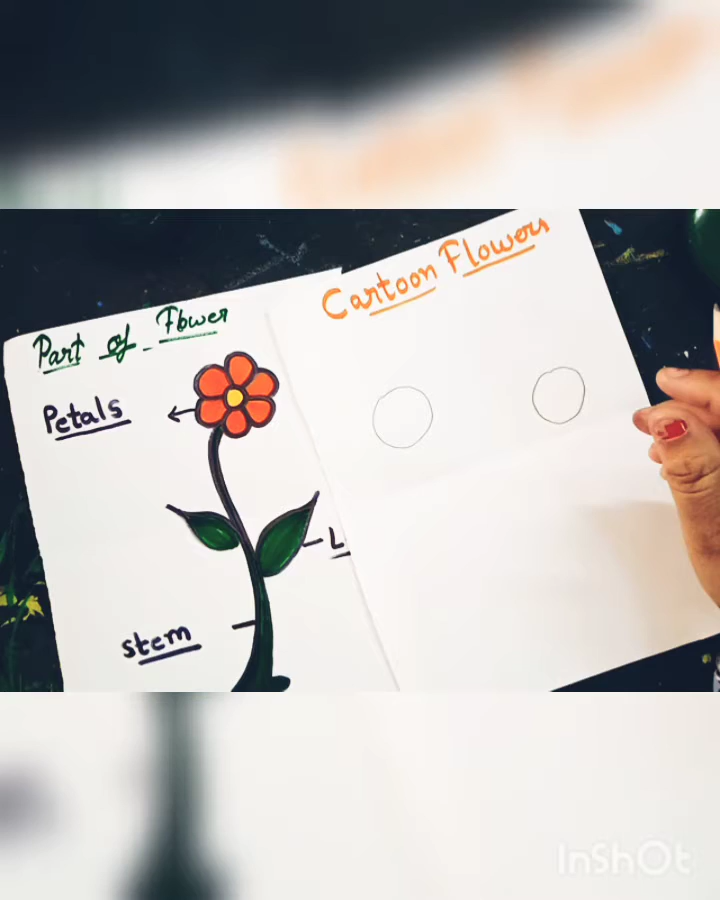 Part of Flower
Petals
L
stem
Cartoon Flowers
InShOt